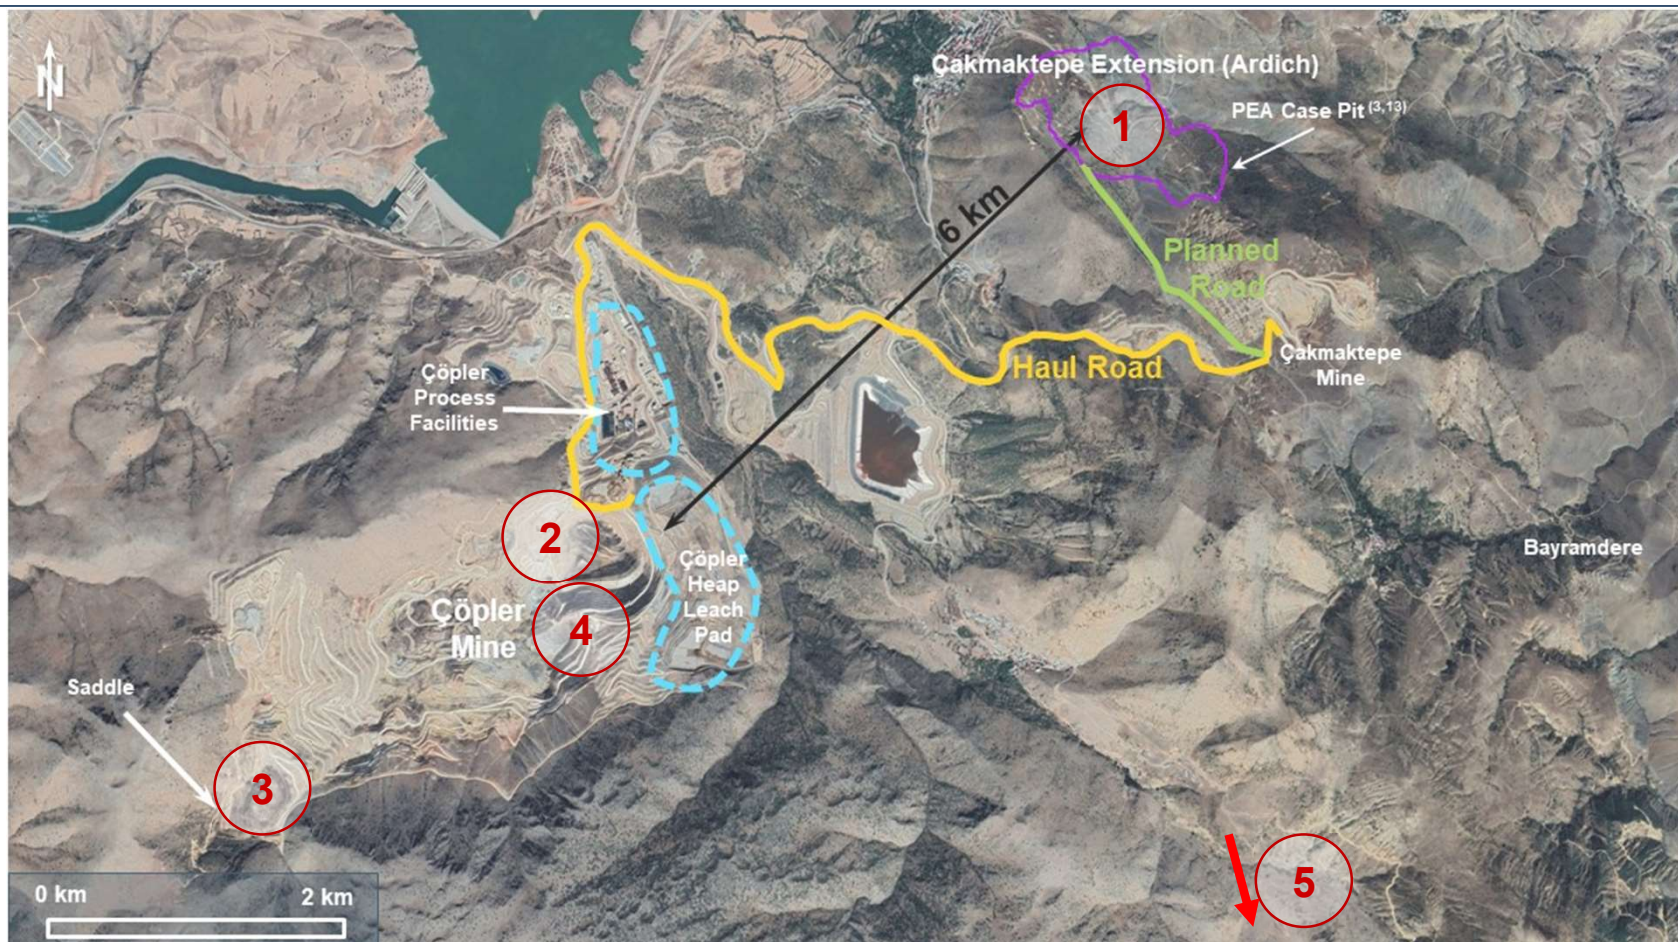 N
Çakmaktepe Extension (Ardich)
1
PEA Case Pit (3,13)
6 km
Planned
Road
Haul Road
Çakmaktepe
Mine
Çöpler
Process
Facilities
2
Çöpler
Heap
Leach
Pad
Bayramdere
Çöpler
Mine
4
Saddle
3
5
0 km
2 km